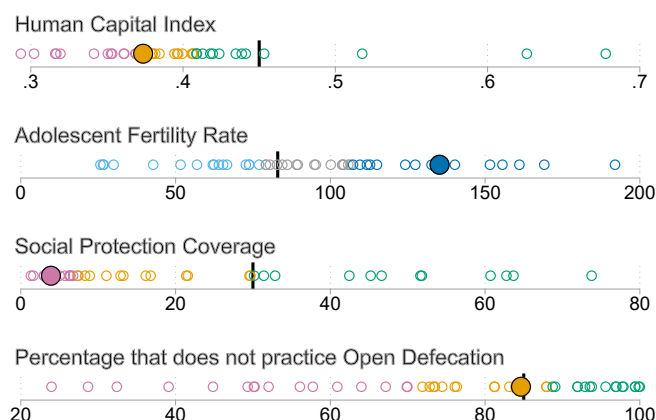 Human Capital Index
.3 .4 .5 .6 .7
Adolescent Fertility Rate
0 50 100 150 200
Social Protection Coverage
0 20 40 60 80
Percentage that does not practice Open Defecation
20 40 60 80 100